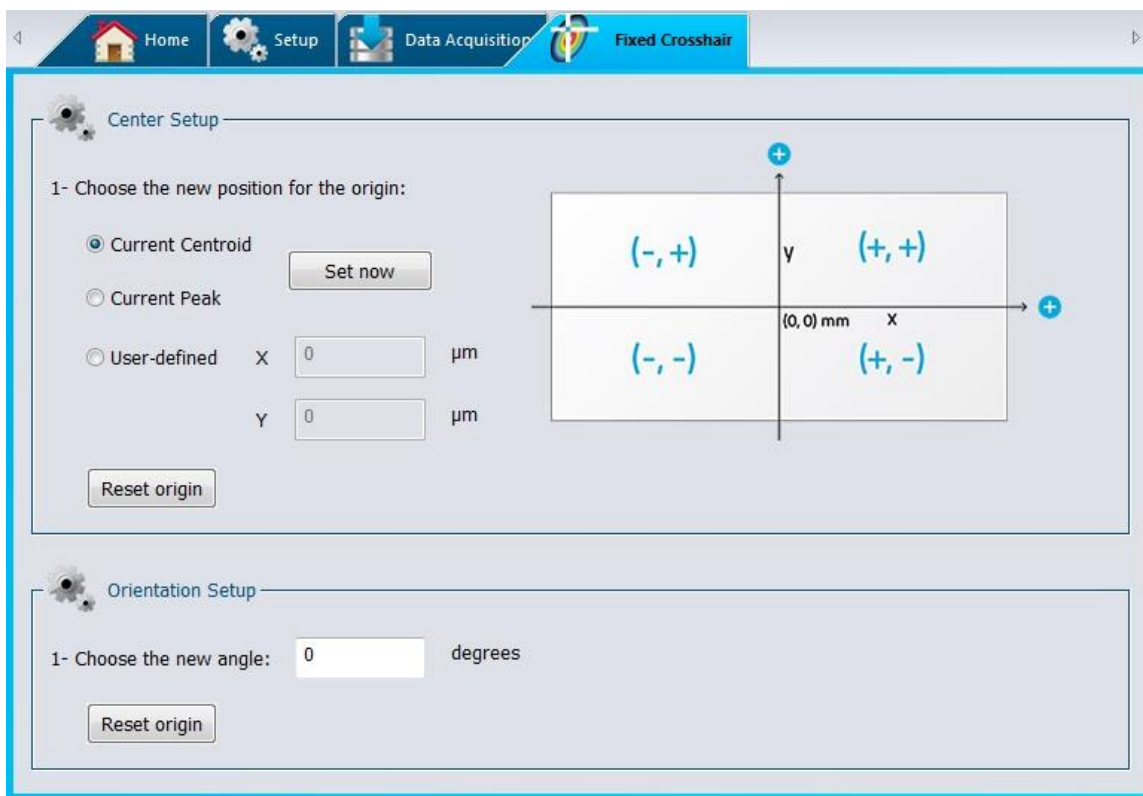 Home
Setup
Data Acquisition
Fixed Crosshair
Center Setup
1- Choose the new position for the origin:
Current Centroid
Set now
Current Peak
User-defined X 0 µm
Y 0 µm
Reset origin
(-, +) y (+, +)
(0, 0) mm X
(-, -) (+, -)
Orientation Setup
1- Choose the new angle: 0 degrees
Reset origin